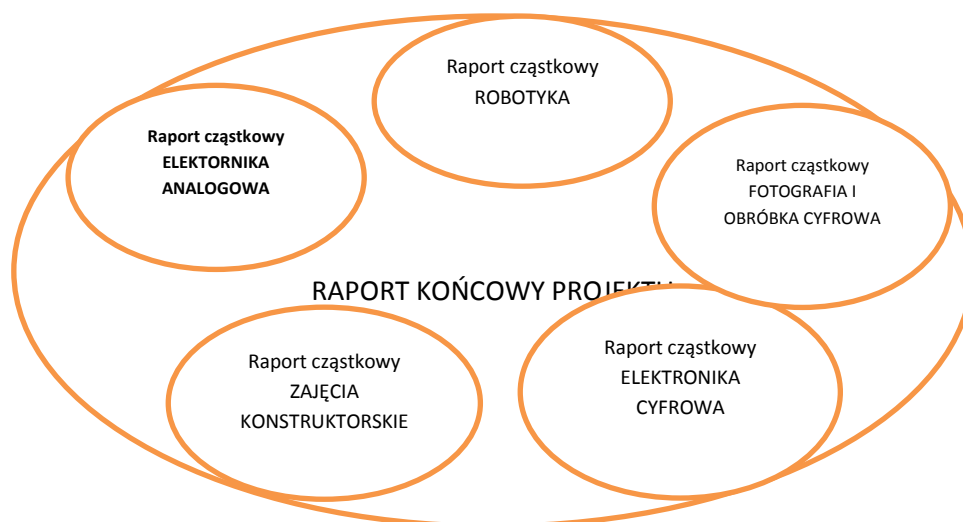 Raport cząstkowy
ROBOTYKA
Raport cząstkowy
ELEKTORNIKA
ANALOGOWA
Raport cząstkowy
FOTOGRAFIA I
OBRÓBKA CYFROWA
RAPORT KOŃCOWY PROJEKTU
Raport cząstkowy
ZAJĘCIA
KONSTRUKTORSKIE
Raport cząstkowy
ELEKTRONIKA
CYFROWA